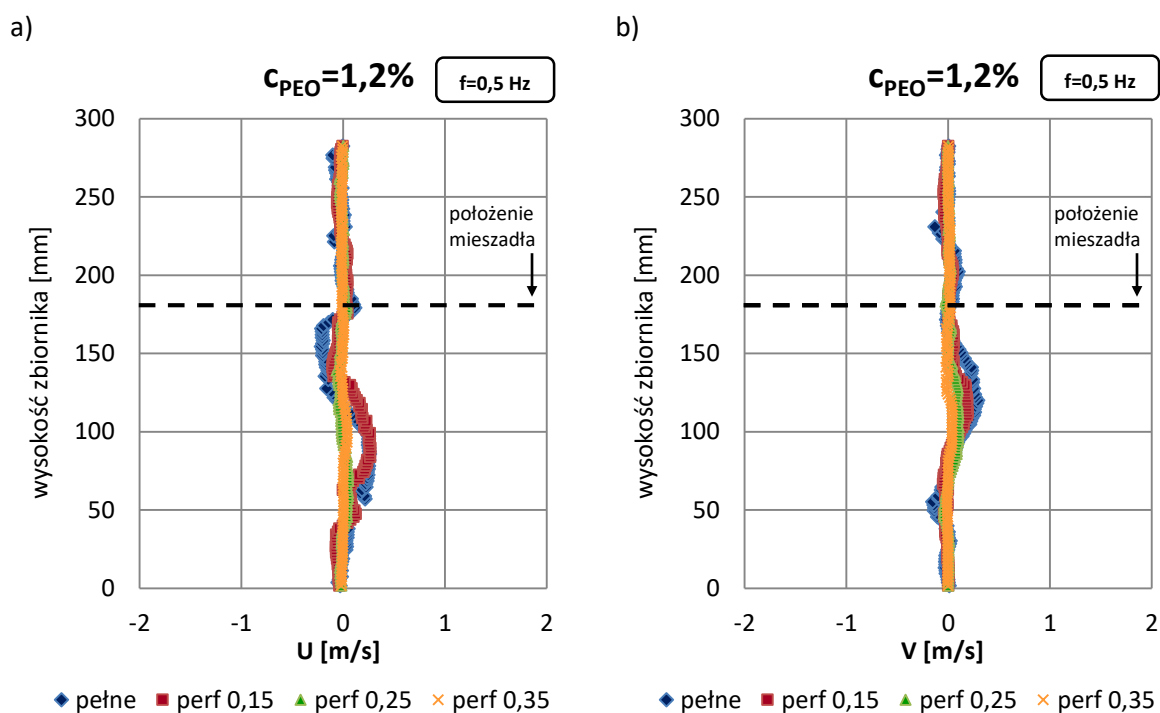 a)
c_PEO=1,2%
f=0,5 Hz
300
250
200
150
100
50
0
wysokość zbiornika [mm]
położenie
mieszadła
-2 -1 0 1 2
U [m/s]
pełne perf 0,15 perf 0,25 perf 0,35
b)
c_PEO=1,2%
f=0,5 Hz
300
250
200
150
100
50
0
wysokość zbiornika [mm]
położenie
mieszadła
-2 -1 0 1 2
V [m/s]
pełne perf 0,15 perf 0,25 perf 0,35